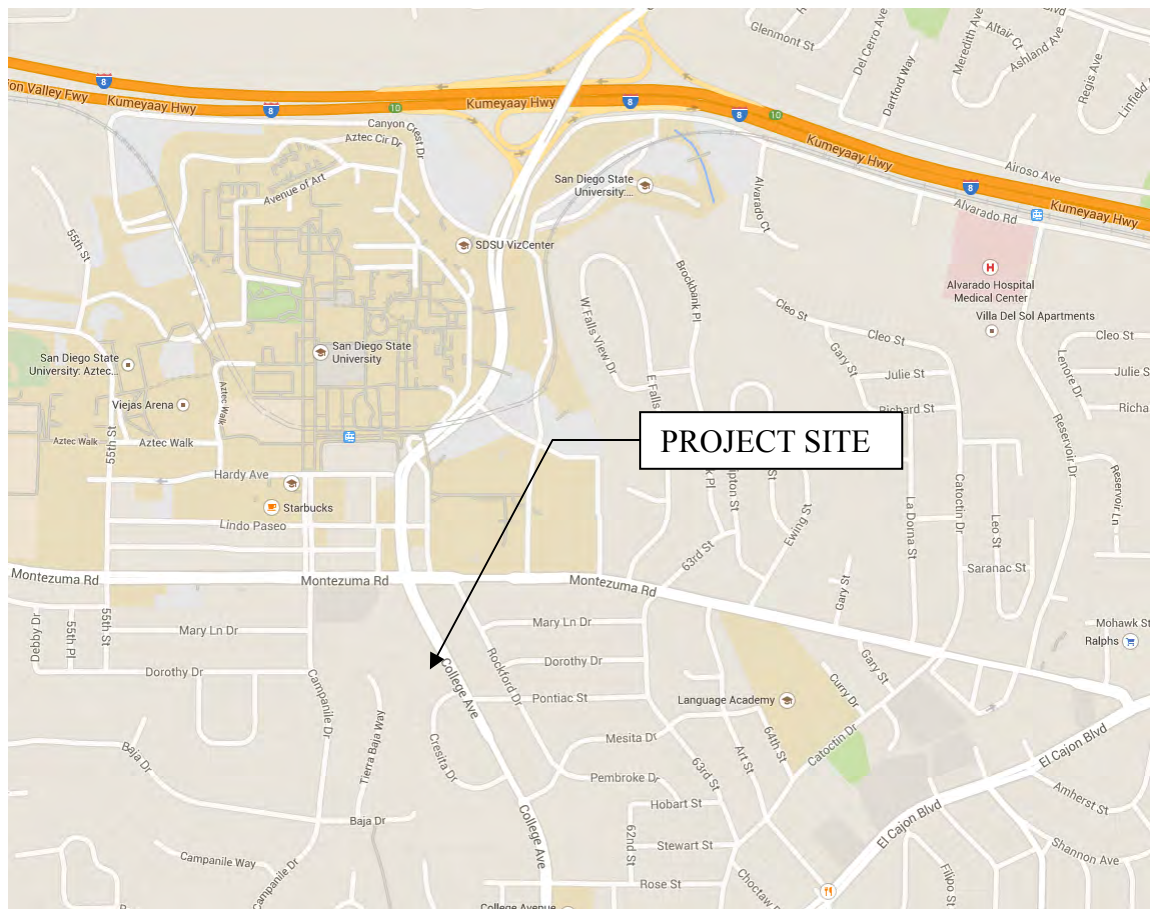 Glenmont St
Del Cerro Ave
Dartford Way
Meredith Ave
Altair Ct
Ashland Ave
Regis Ave
Linfield
8
Valley Fwy
Kumeyaay Hwy
8
10
Kumeyaay Hwy
8
8
10
Kumeyaay Hwy
8
Kumeyaay Hwy
Airoso Ave
Alvarado Rd
Canyon Crest Dr
Aztec Cir Dr
Avenue of Art
55th St
San Diego State
University:...
SDSU VizCenter
Alvarado Ct
H
Alvarado Hospital
Medical Center
Villa Del Sol Apartments
Brockbank Pl
W Falls View Dr
E Falls
Cleo St
Cleo St
Cleo St
Gary St
Julie St
Julie S
Richard St
Lenore Dr
Reservoir Dr
Reservoir Ln
San Diego State
University
San Diego State
University: Aztec...
Viejas Arena
Aztec Walk
Aztec Walk
Aztec Walk
55th St
Hardy Ave
Starbucks
Lindo Paseo
PROJECT SITE
Ewing St
63rd St
La Dorna St
Catoctin Dr
Leo St
Saranac St
Montezuma Rd
Montezuma Rd
Montezuma Rd
Gary St
Mohawk St
Ralphs
Debby Dr
55th Pl
55th St
Mary Ln Dr
Dorothy Dr
Campanile Dr
Tierra Baja Way
College Ave
Rockford Dr
Mary Ln Dr
Dorothy Dr
Pontiac St
Language Academy
Curry Dr
Gary St
Catoctin Dr
64th St
Art St
63rd St
Mesita D
Pembroke D
Cresita Dr
Baja Dr
Baja Dr
College Ave
Hobart St
62nd St
Stewart St
Rose St
Choctaw D
El Cajon Blvd
El Cajon Blvd
Amherst St
Shannon Ave
Filipo St
Campanile Way
Campanile Dr
College Avenue